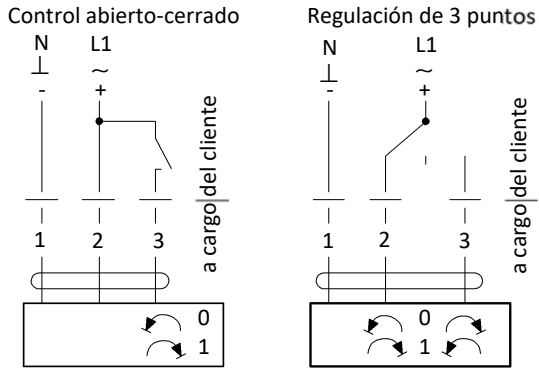 Control abierto-cerrado
N L1
⊥ ~
- +
a cargo del cliente
1 2 3
0
1
Regulación de 3 puntos
N L1
⊥ ~
- +
a cargo del cliente
1 2 3
0
1